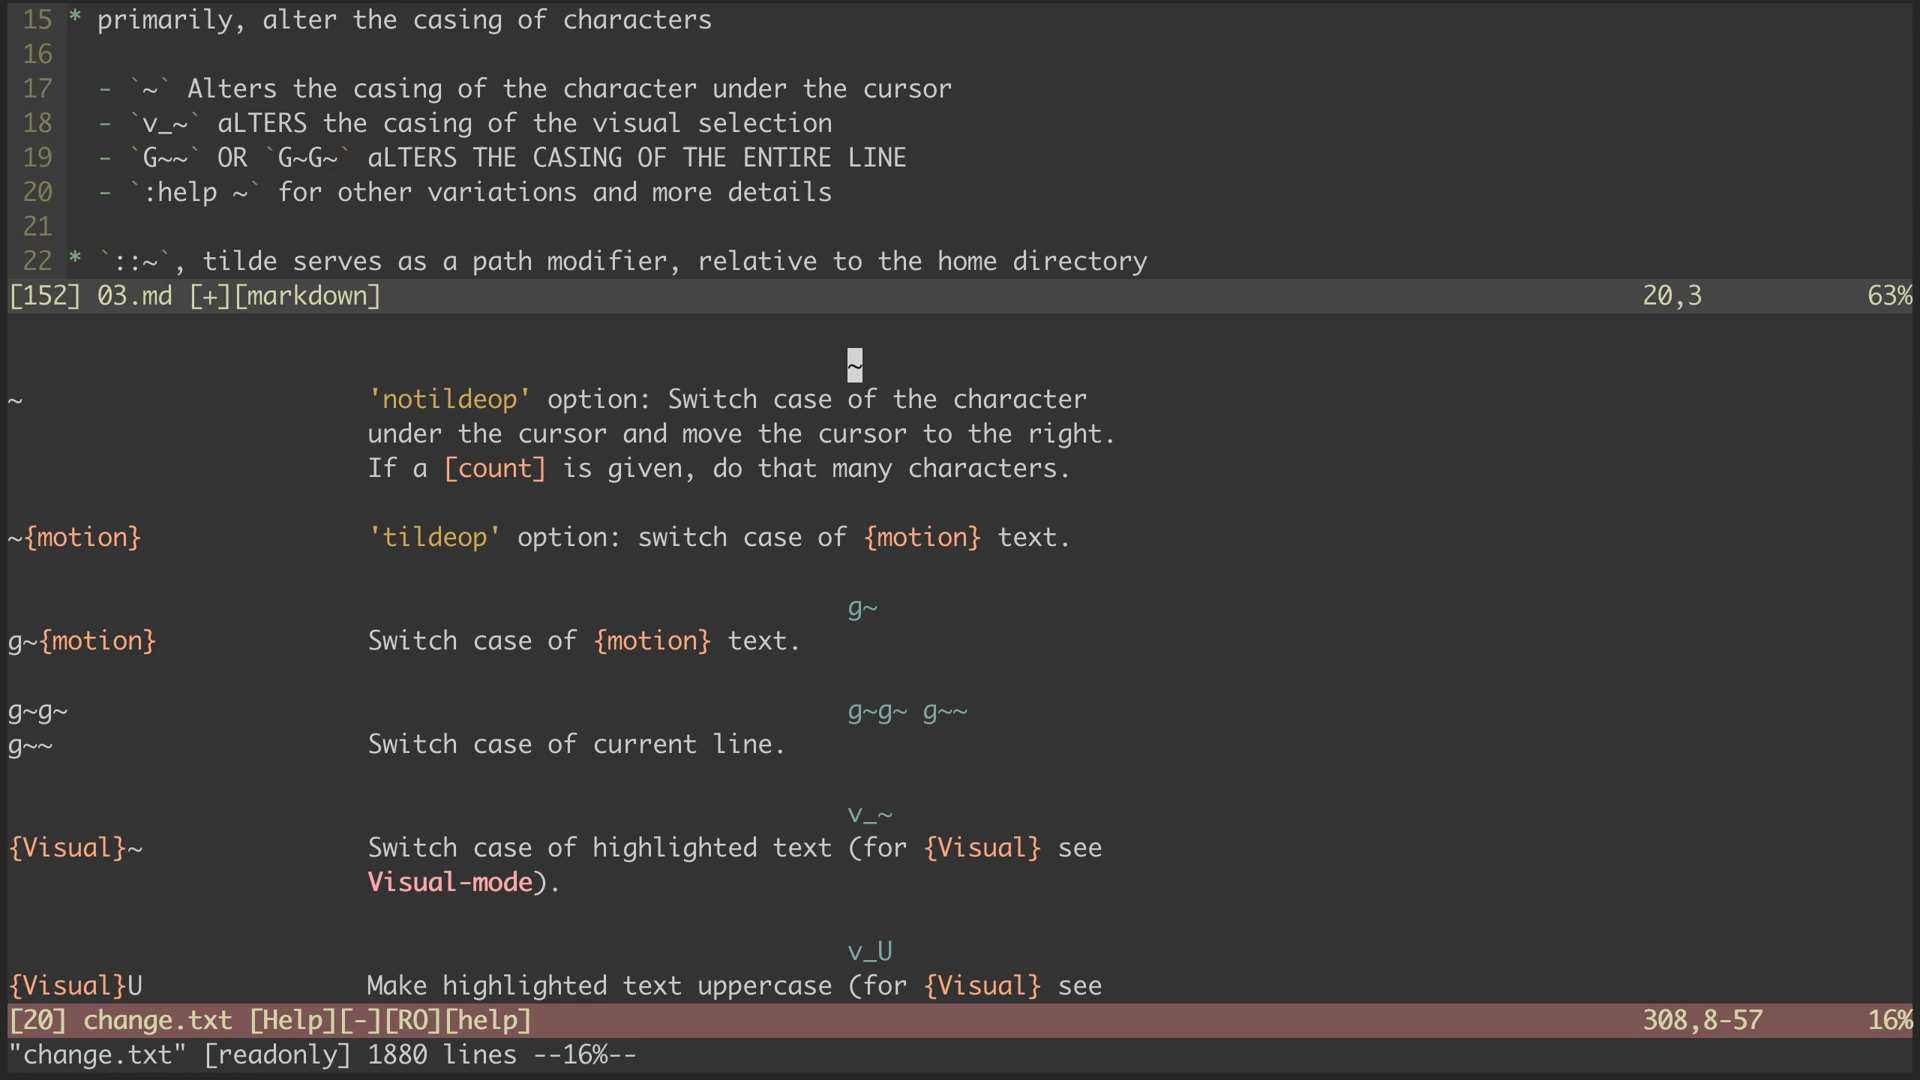 15 * primarily, alter the casing of characters
16
17   - `~` Alters the casing of the character under the cursor
18   - `v_~` aLTERS the casing of the visual selection
19   - `G~~` OR `G~G~` aLTERS THE CASING OF THE ENTIRE LINE
20   - `:help ~` for other variations and more details
21
22 * `::~`, tilde serves as a path modifier, relative to the home directory
[152] 03.md [+][markdown] 20,3 63%
~
~ 'notildeop' option: Switch case of the character
under the cursor and move the cursor to the right.
If a [count] is given, do that many characters.
~{motion} 'tildeop' option: switch case of {motion} text.
g~
g~{motion} Switch case of {motion} text.
g~g~ g~g~ g~~
g~~ Switch case of current line.
v_~
{Visual}~ Switch case of highlighted text (for {Visual} see
Visual-mode).
v_U
{Visual}U Make highlighted text uppercase (for {Visual} see
[20] change.txt [Help][-][RO][help] 308,8-57 16%
"change.txt" [readonly] 1880 lines --16%--